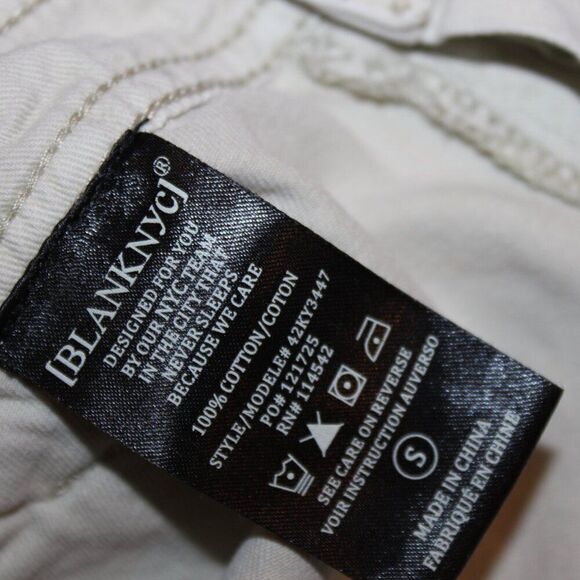 [BLANKNYC]®
DESIGNED FOR YOU
BY OUR NYC TEAM
IN THE CITY THAT
NEVER SLEEPS
BECAUSE WE CARE
100% COTTON/COTON
STYLE/MODELE# 42KY3447
PO# 121725
RN# 114542
SEE CARE ON REVERSE
VOIR INSTRUCTION AUVERSO
S
MADE IN CHINA
FABRIQUÉ EN CHINE